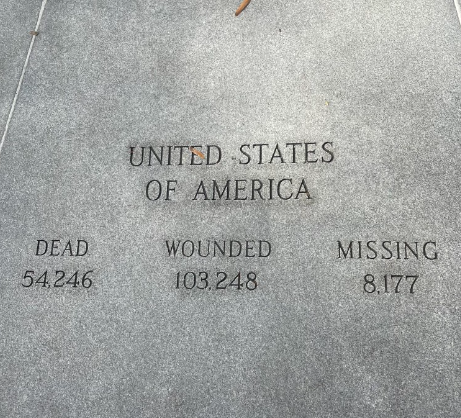 UNITED STATES
OF AMERICA
DEAD WOUNDED MISSING
54,246 103,248 8,177